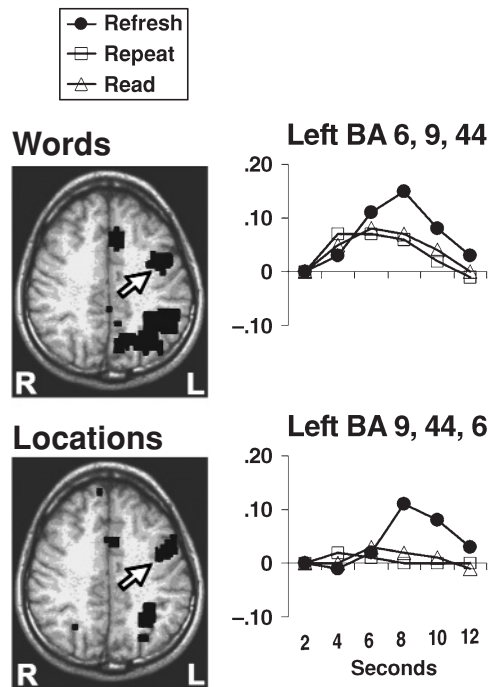 Refresh
Repeat
Read
Words
Left BA 6, 9, 44
.20
.10
0
–.10
R
L
Locations
Left BA 9, 44, 6
.20
.10
0
–.10
2 4 6 8 10 12
Seconds
R
L